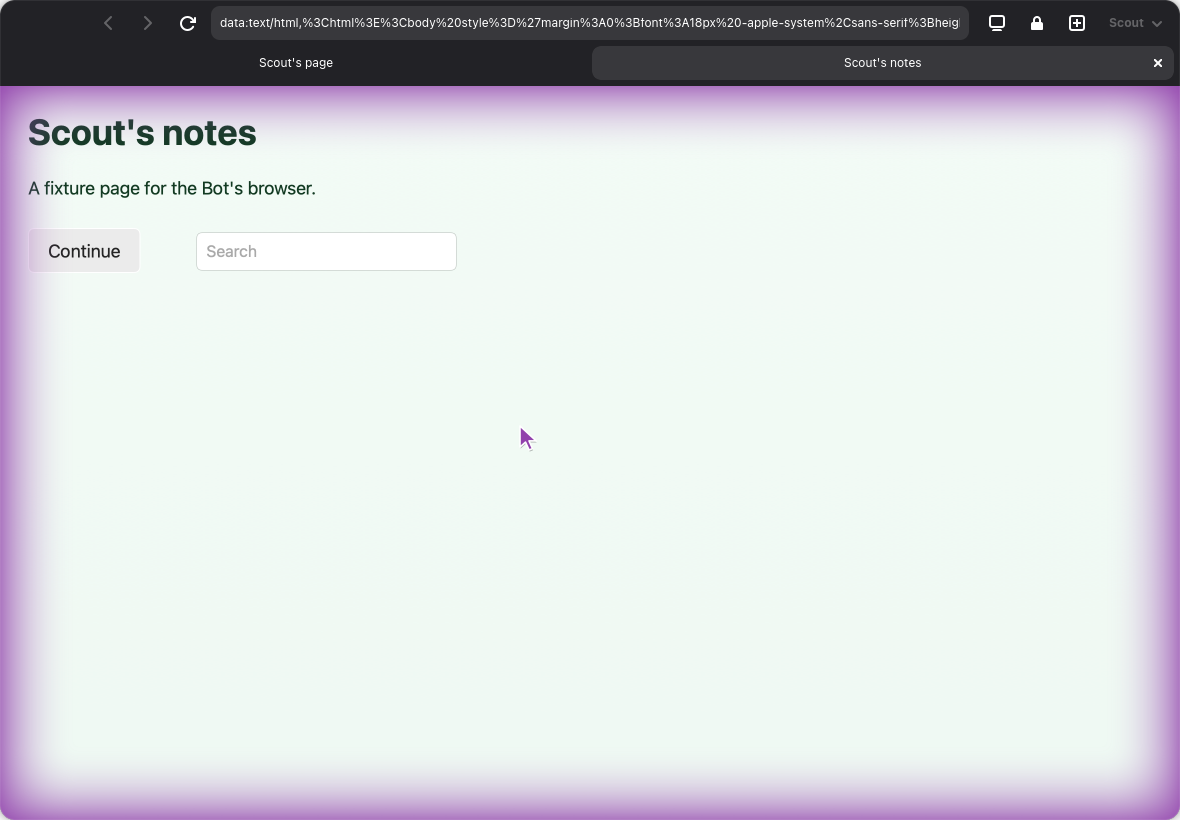 data:text/html,%3Chtml%3E%3Cbody%20style%3D%27margin%3A0%3Bfont%3A18px%20-apple-system%2Csans-serif%3Bheigl
Scout
Scout's page
Scout's notes
Scout's notes
A fixture page for the Bot's browser.
Continue
Search